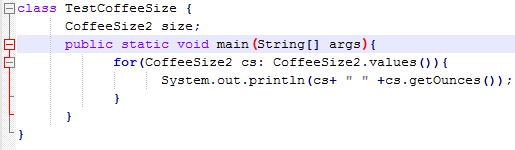 class TestCoffeeSize {
CoffeeSize2 size;
public static void main(String[] args){
for(CoffeeSize2 cs: CoffeeSize2.values()){
System.out.println(cs+ " " +cs.getOunces());
}
}
}